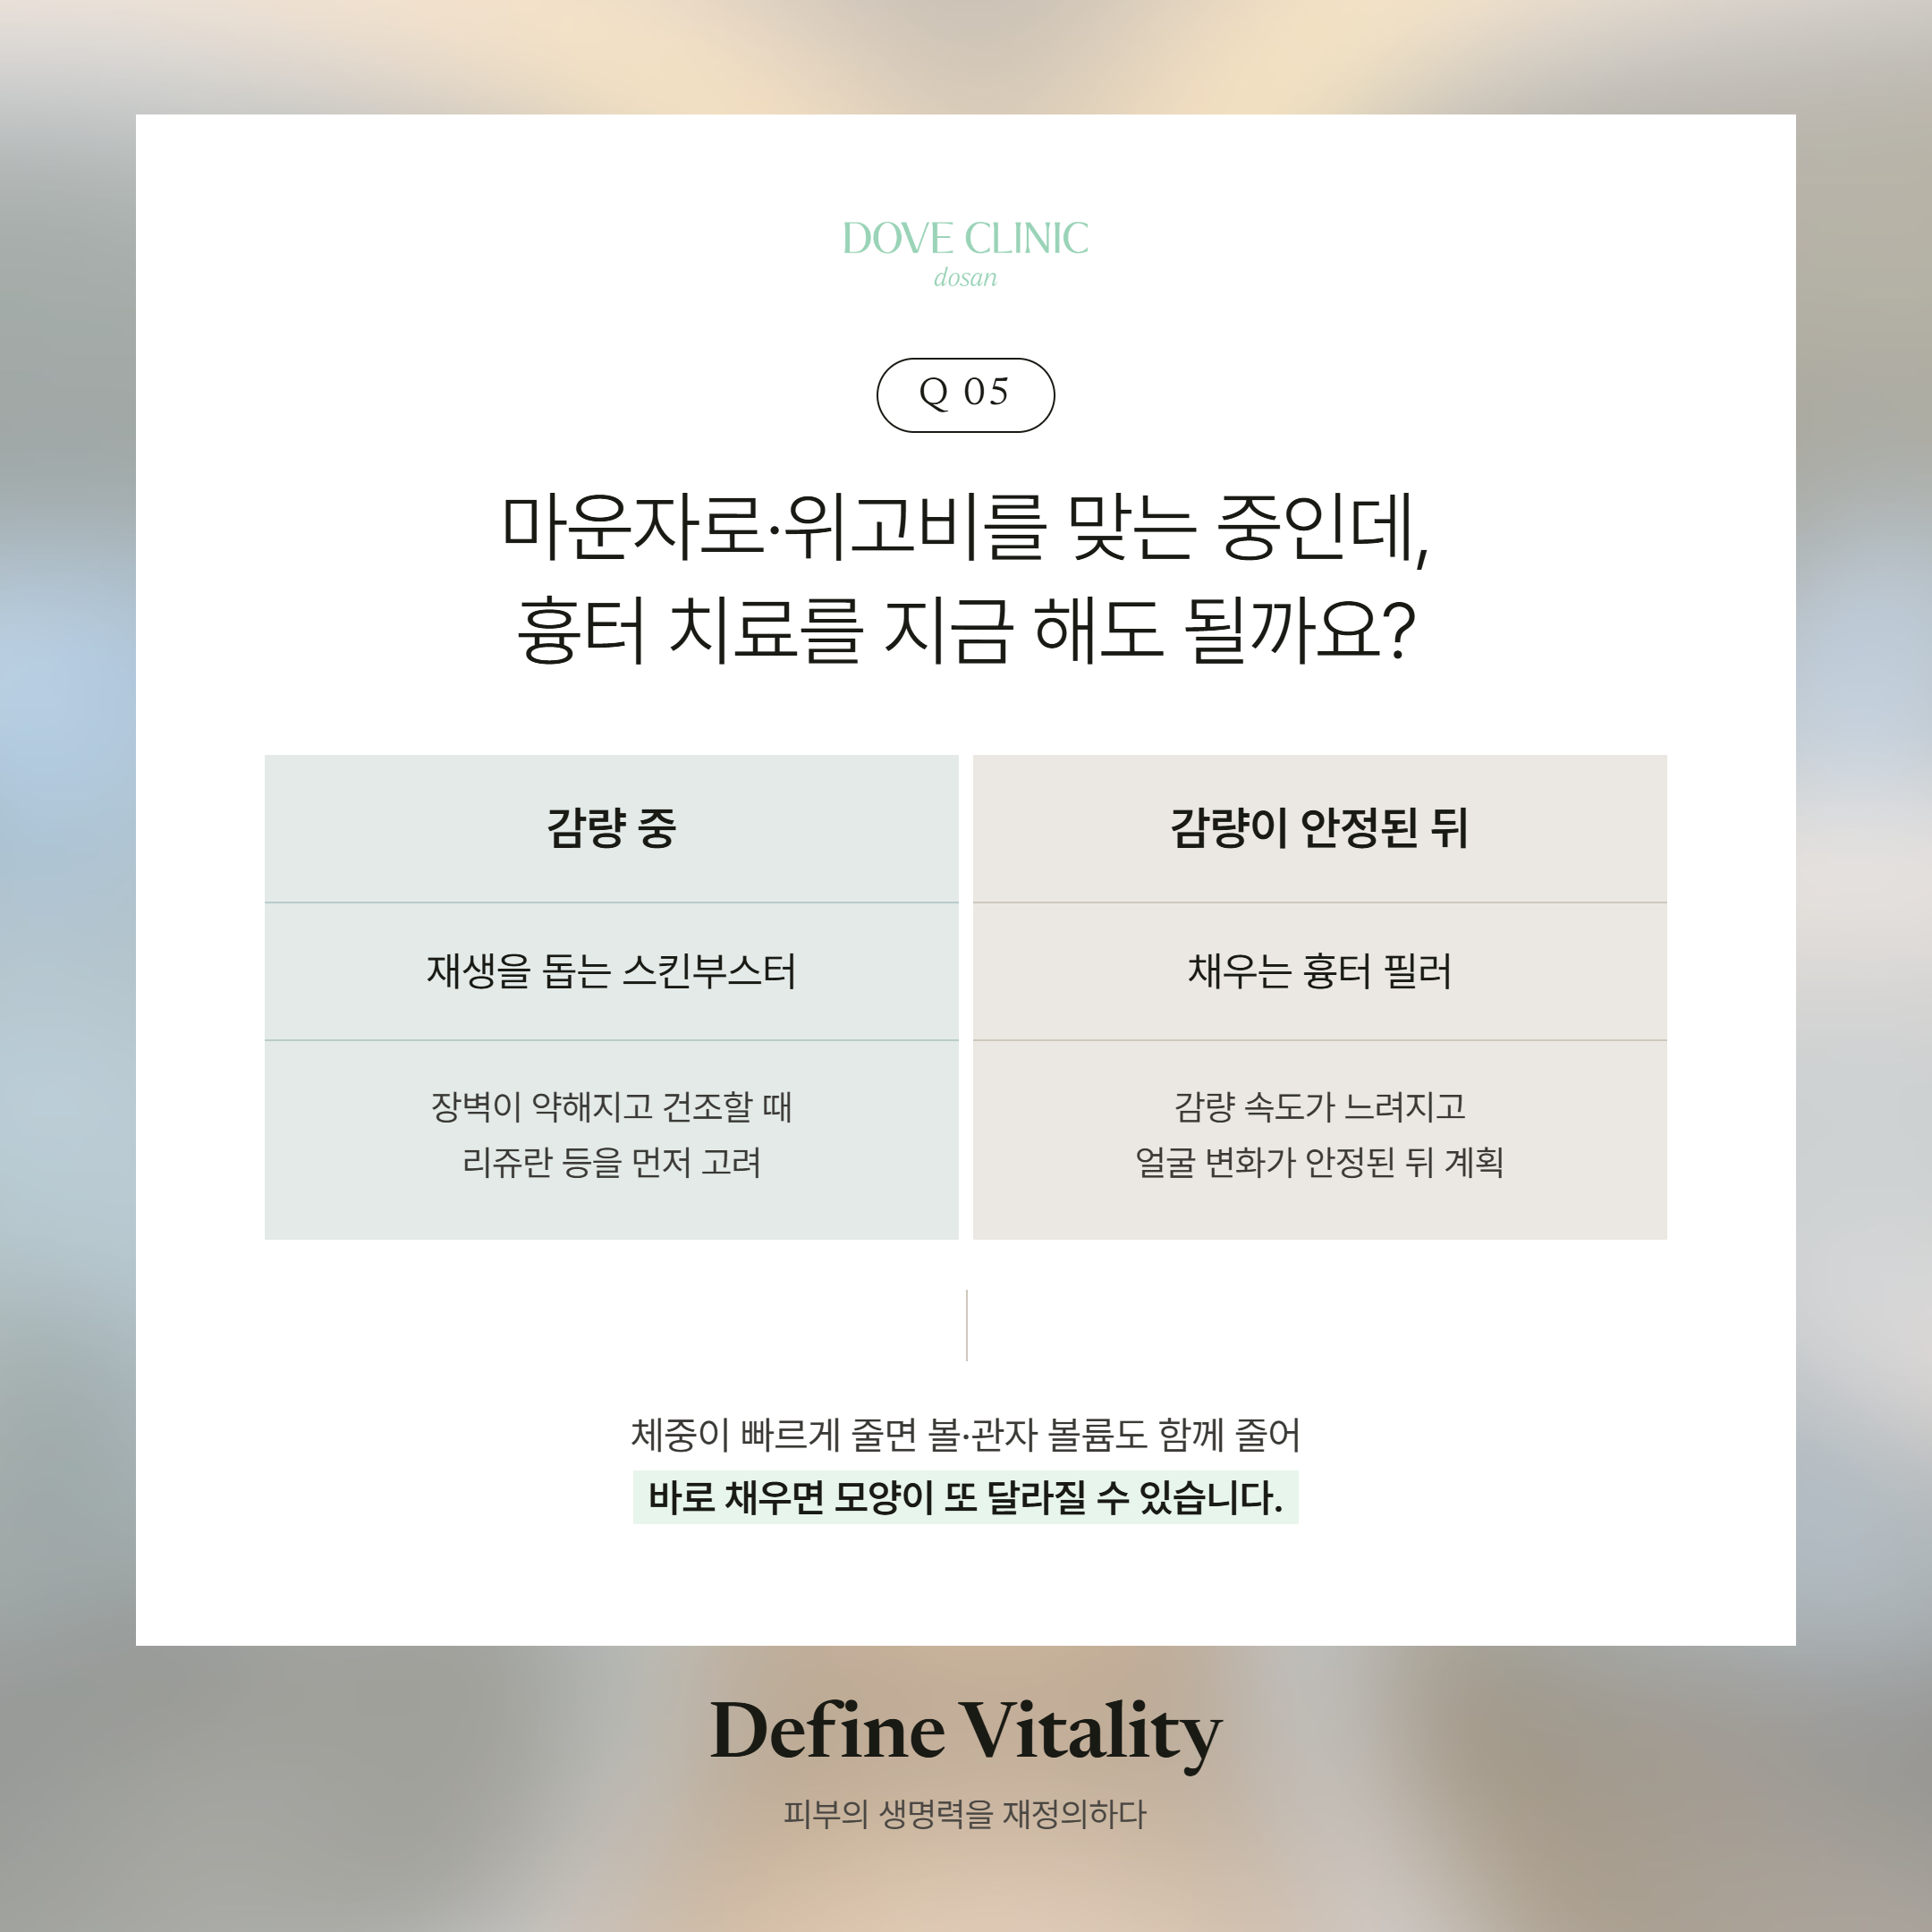 DOVE CLINIC
dosan
Q 05
마운자로·위고비를 맞는 중인데,
흉터 치료를 지금 해도 될까요?
감량 중
재생을 돕는 스킨부스터
장벽이 약해지고 건조할 때
리쥬란 등을 먼저 고려
감량이 안정된 뒤
채우는 흉터 필러
감량 속도가 느려지고
얼굴 변화가 안정된 뒤 계획
체중이 빠르게 줄면 볼·관자 볼륨도 함께 줄어
바로 채우면 모양이 또 달라질 수 있습니다.
Define Vitality
피부의 생명력을 재정의하다